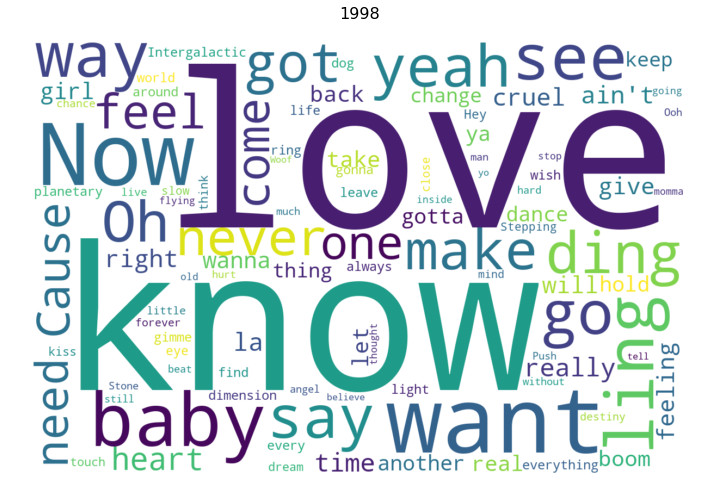 1998
way
Intergalactic
got
dog
yeah
see
keep
girl
world
around
chance
feel
come
back
life
change
cruel
ain't
going
Hey
Ooh
love
Now
ring
Woof
take
gonna
ya
man
yo
stop
wish
hard
give
momma
planetary
live
slow
flying
think
much
leave
close
inside
gotta
dance
Stepping
Oh
never
one
make
ding
right
wanna
thing
always
mind
will
hold
need
Cause
old
hurt
know
go
liing
feeling
little
forever
gimme
eye
la
let
thought
kiss
beat
find
really
Push
tell
without
Stone
still
dimension
angel
believe
light
destiny
baby
say
want
every
touch
heart
dream
time
another
real
everything
boom